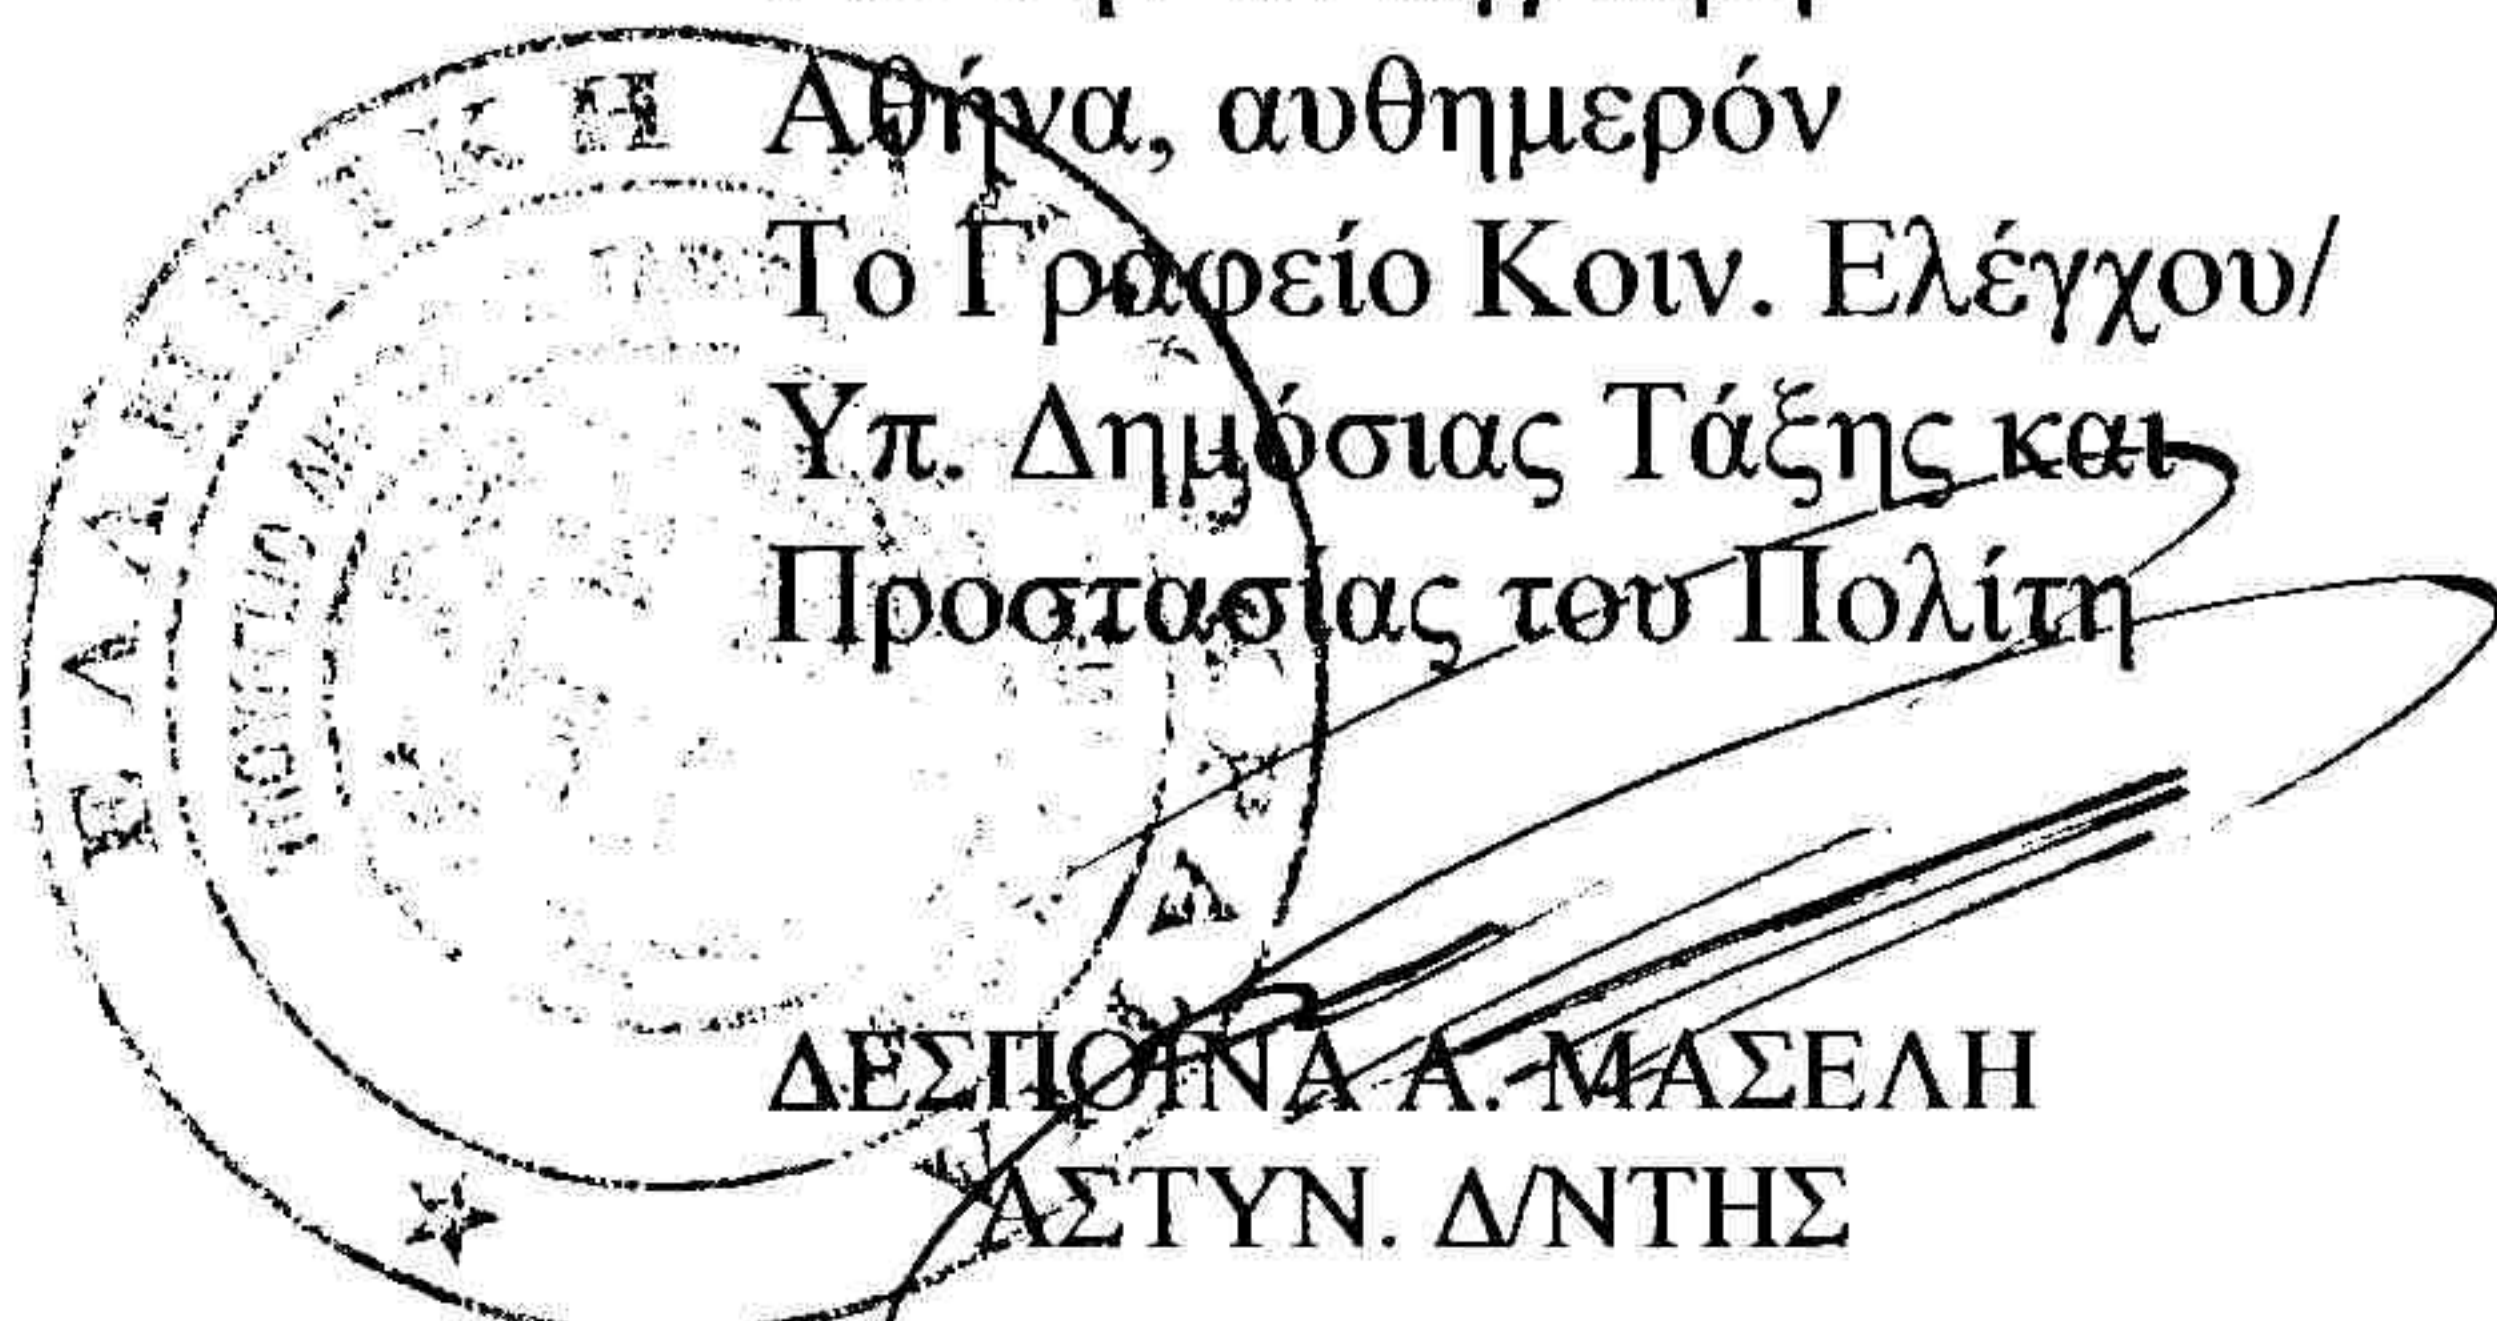 Αθήνα, αυθημερόν
Το Γραφείο Κοιν. Ελέγχου/
Υπ. Δημόσιας Τάξης και
Προστασίας του Πολίτη
ΔΕΣΠΟΙΝΑ Α. ΜΑΣΕΛΗ
ΑΣΤΥΝ. Δ/ΝΤΗΣ